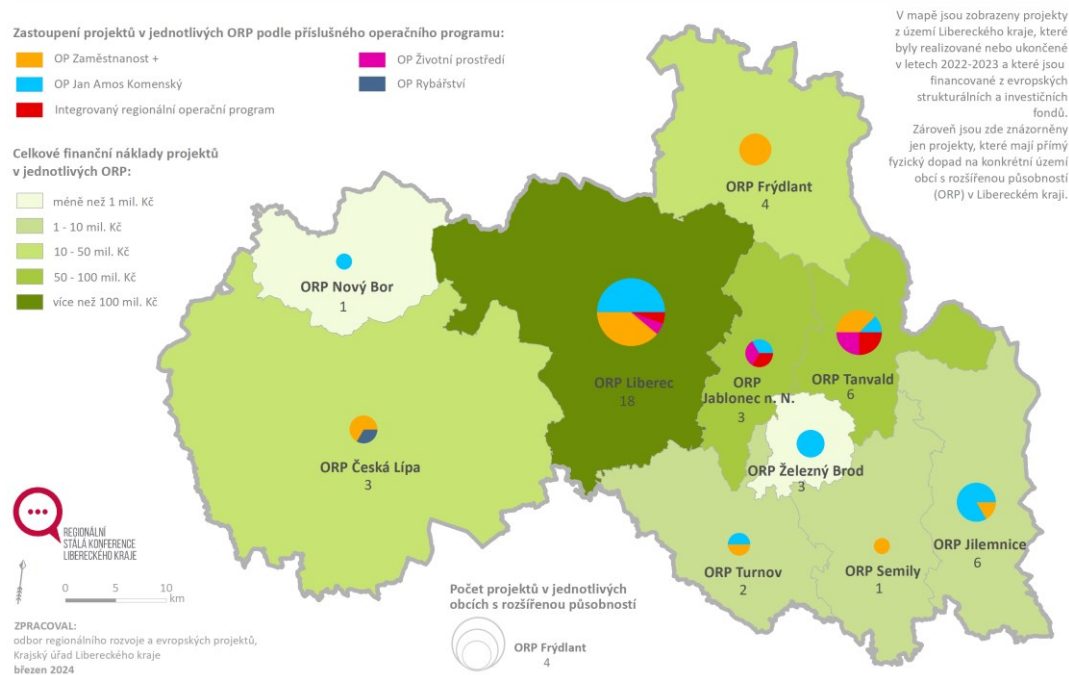 Zastoupení projektů v jednotlivých ORP podle příslušného operačního programu:
OP Zaměstnanost +
OP Jan Amos Komenský
Integrovaný regionální operační program
OP Životní prostředí
OP Rybářství
V mapě jsou zobrazeny projekty
z území Libereckého kraje, které
byly realizované nebo ukončené
v letech 2022-2023 a které jsou
financované z evropských
strukturálních a investičních
fondů.
Zároveň jsou zde znázorněny
jen projekty, které mají přímý
fyzický dopad na konkrétní území
obcí s rozšířenou působností
(ORP) v Libereckém kraji.
Celkové finanční náklady projektů
v jednotlivých ORP:
méně než 1 mil. Kč
1 - 10 mil. Kč
10 - 50 mil. Kč
50 - 100 mil. Kč
více než 100 mil. Kč
ORP Frýdlant
4
ORP Nový Bor
1
ORP Liberec
18
ORP
Jablonec n. N.
3
ORP Tanvald
6
ORP Česká Lípa
3
ORP Železný Brod
3
ORP Turnov
2
ORP Semily
1
ORP Jilemnice
6
REGIONÁLNÍ
STÁLÁ KONFERENCE
LIBERECKÉHO KRAJE
0 5 10
km
Počet projektů v jednotlivých
obcích s rozšířenou působností
ORP Frýdlant
4
ZPRACOVAL:
odbor regionálního rozvoje a evropských projektů,
Krajský úřad Libereckého kraje
březen 2024